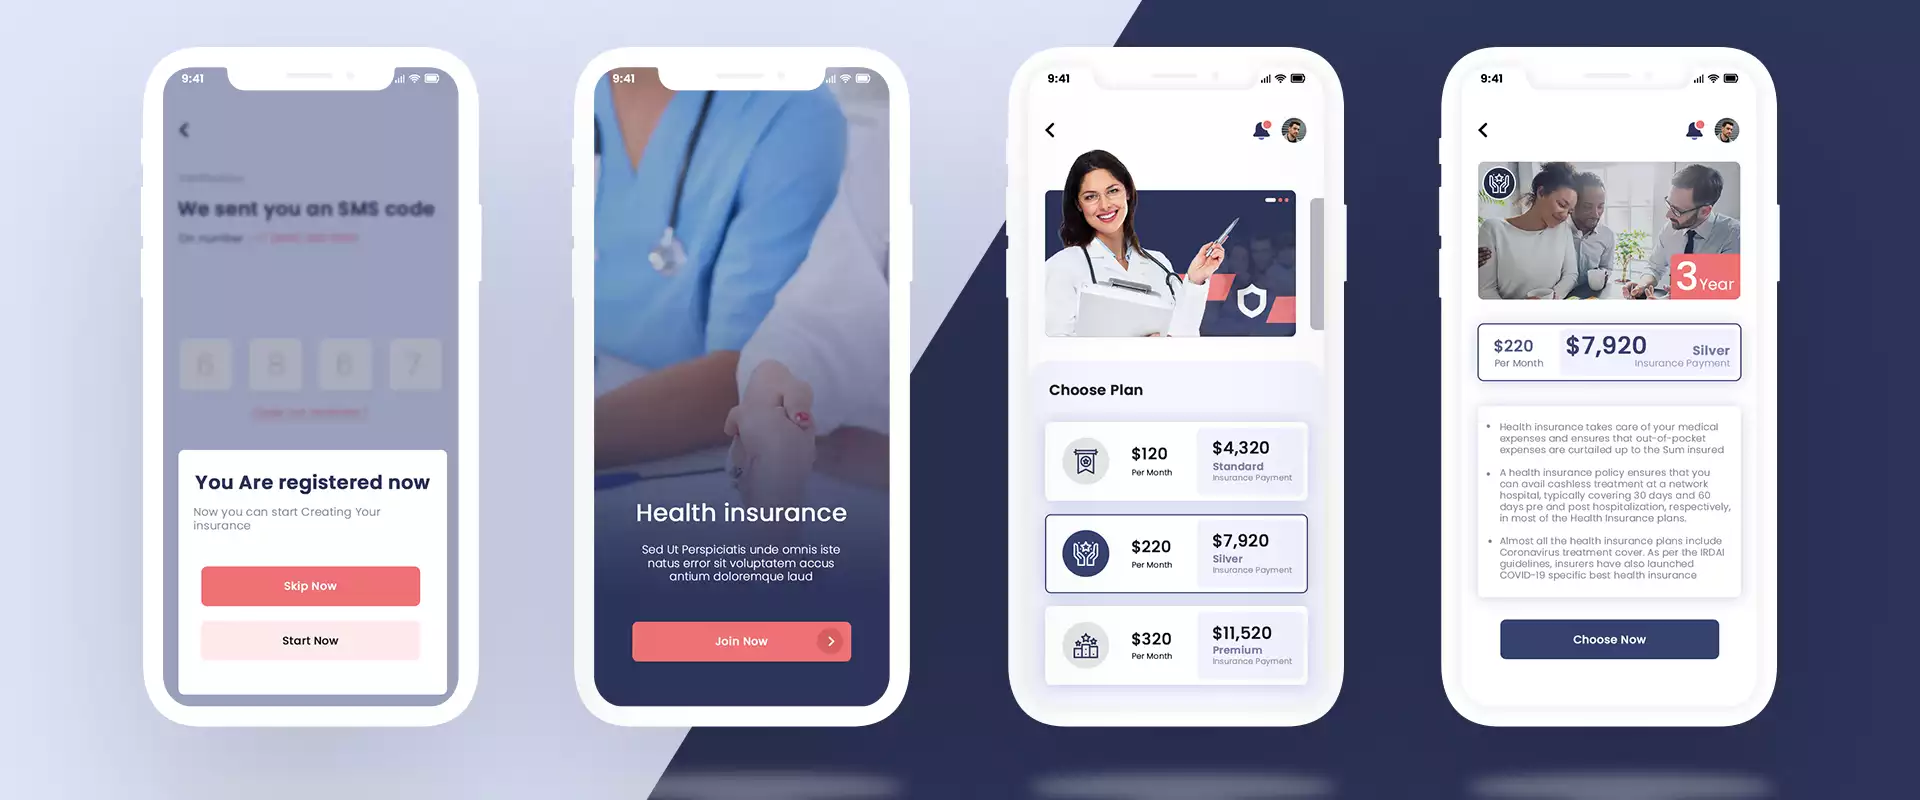 9:41
We sent you an SMS code
On number
6 8 6 7
You Are registered now
Now you can start Creating Your
insurance
Skip Now
Start Now
9:41
Health insurance
Sed Ut Perspiciatis unde omnis iste
natus error sit voluptatem accus
antium doloremque laud
Join Now
9:41
Choose Plan
$120
Per Month
$4,320
Standard
Insurance Payment
$220
Per Month
$7,920
Silver
Insurance Payment
$320
Per Month
$11,520
Premium
Insurance Payment
9:41
3 Year
$220
Per Month
$7,920
Silver
Insurance Payment
• Health insurance takes care of your medical
expenses and ensures that out-of-pocket
expenses are curtailed up to the Sum insured
• A health insurance policy ensures that you
can avail cashless treatment at a network
hospital, typically covering 30 days and 60
days pre and post hospitalization, respectively,
in most of the Health Insurance plans.
• Almost all the health insurance plans include
Coronavirus treatment cover. As per the IRDAI
guidelines, insurers have also launched
COVID-19 specific best health insurance
Choose Now